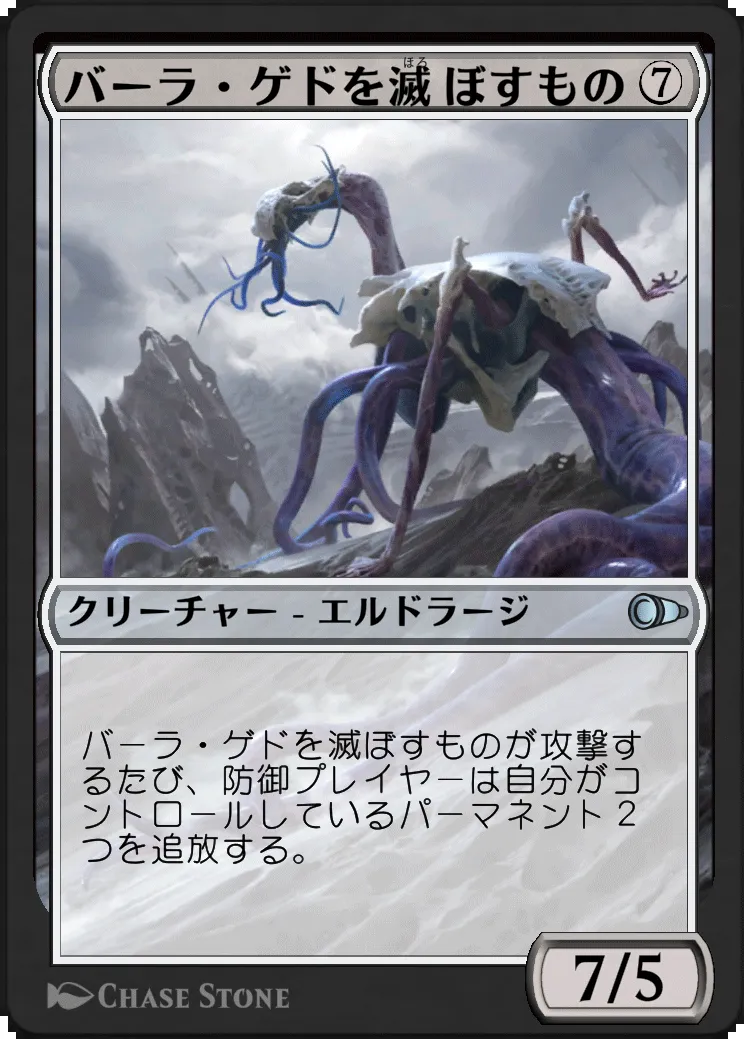 バーラ・ゲドを滅ぼすもの ⑦
ほろ
クリーチャー - エルドラージ
バーラ・ゲドを滅ぼすものが攻撃す
るたび、防御プレイヤーは自分がコ
ントロールしているパーマネント２
つを追放する。
7/5
CHASE STONE